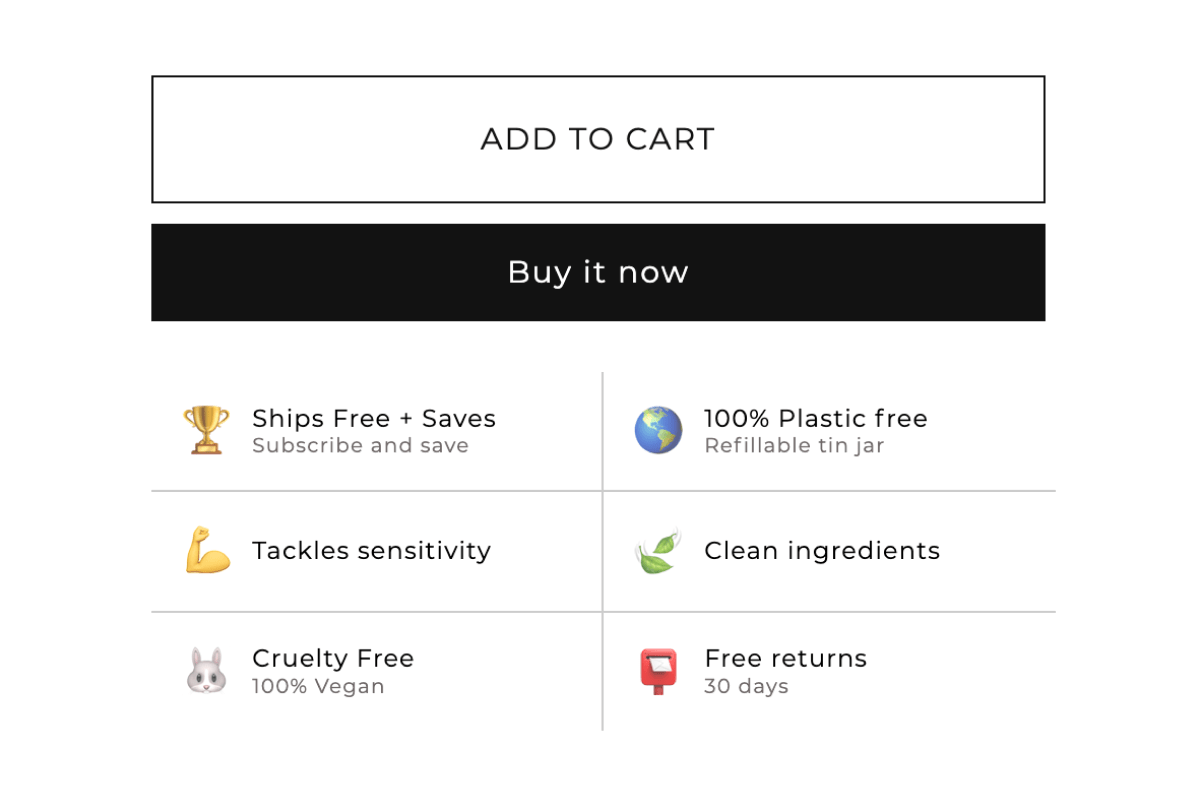 ADD TO CART
Buy it now
Ships Free + Saves
Subscribe and save
100% Plastic free
Refillable tin jar
Tackles sensitivity
Clean ingredients
Cruelty Free
100% Vegan
Free returns
30 days